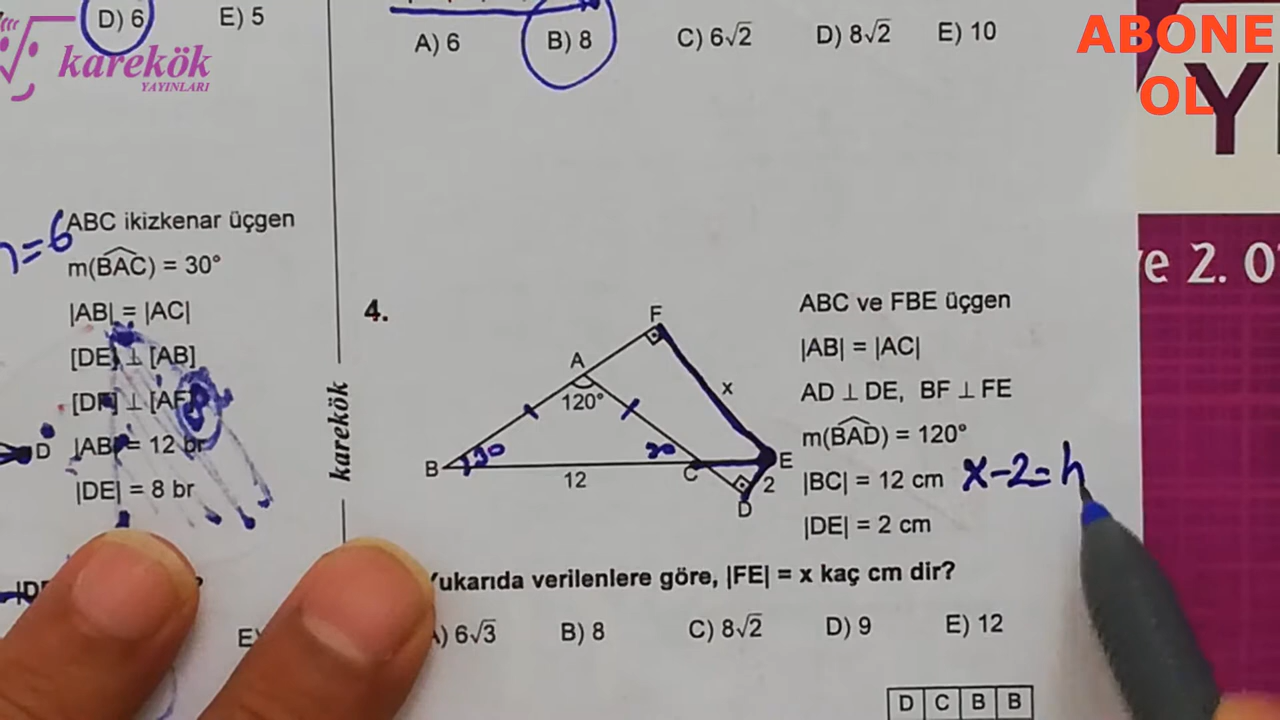 D) 6
E) 5
karekök
YAYINLARI
A) 6
B) 8
C) 6√2
D) 8√2
E) 10
ABONE
OL
ABC ikizkenar üçgen
m(BAC) = 30°
|AB| = |AC|
[DE] ⊥ [AB]
|AB| = 12 br
|DE| = 8 br
D
karekök
4.
F
A
120°
x
B
30
30
C
E
12
2
D
ABC ve FBE üçgen
|AB| = |AC|
AD ⊥ DE, BF ⊥ FE
m(BAD) = 120°
|BC| = 12 cm
x-2=h
|DE| = 2 cm
Yukarıda verilenlere göre, |FE| = x kaç cm dir?
A) 6√3
B) 8
C) 8√2
D) 9
E) 12
D C B B
e 2. O